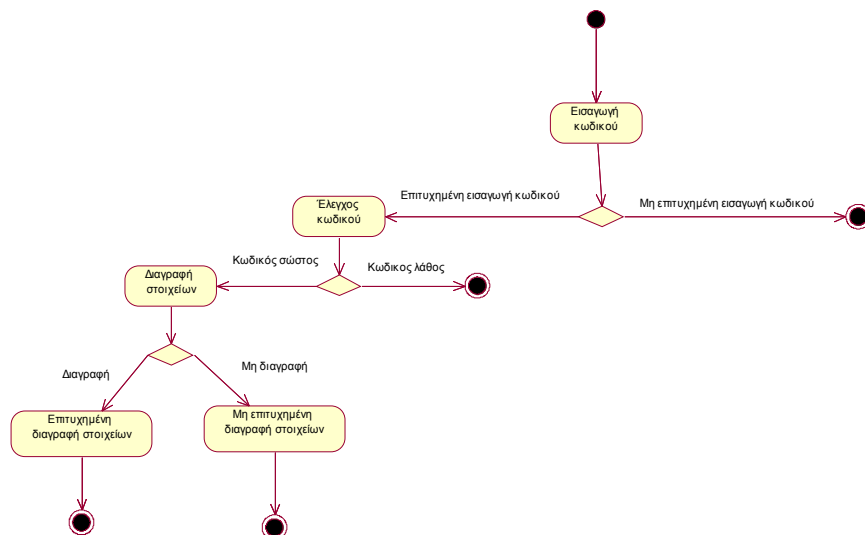 Εισαγωγή
κωδικού
Επιτυχημένη εισαγωγή κωδικού
Μη επιτυχημένη εισαγωγή κωδικού
Έλεγχος
κωδικού
Κωδικός σώστος
Κωδικος λάθος
Διαγραφή
στοιχείων
Διαγραφή
Μη διαγραφή
Επιτυχημένη
διαγραφή στοιχείων
Μη επιτυχημένη
διαγραφή στοιχείων